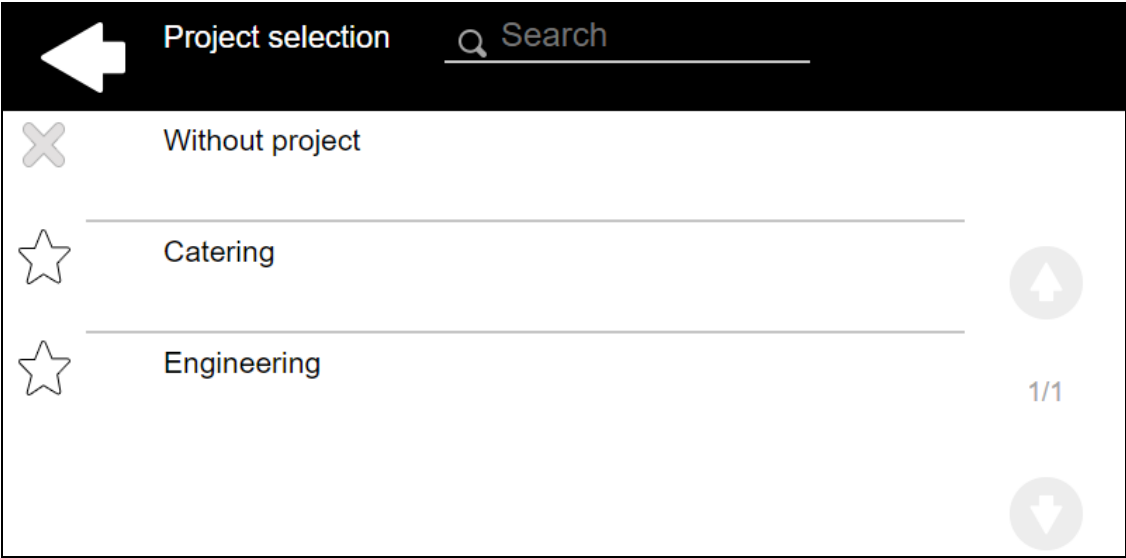 Project selection
Search
Without project
Catering
Engineering
1/1